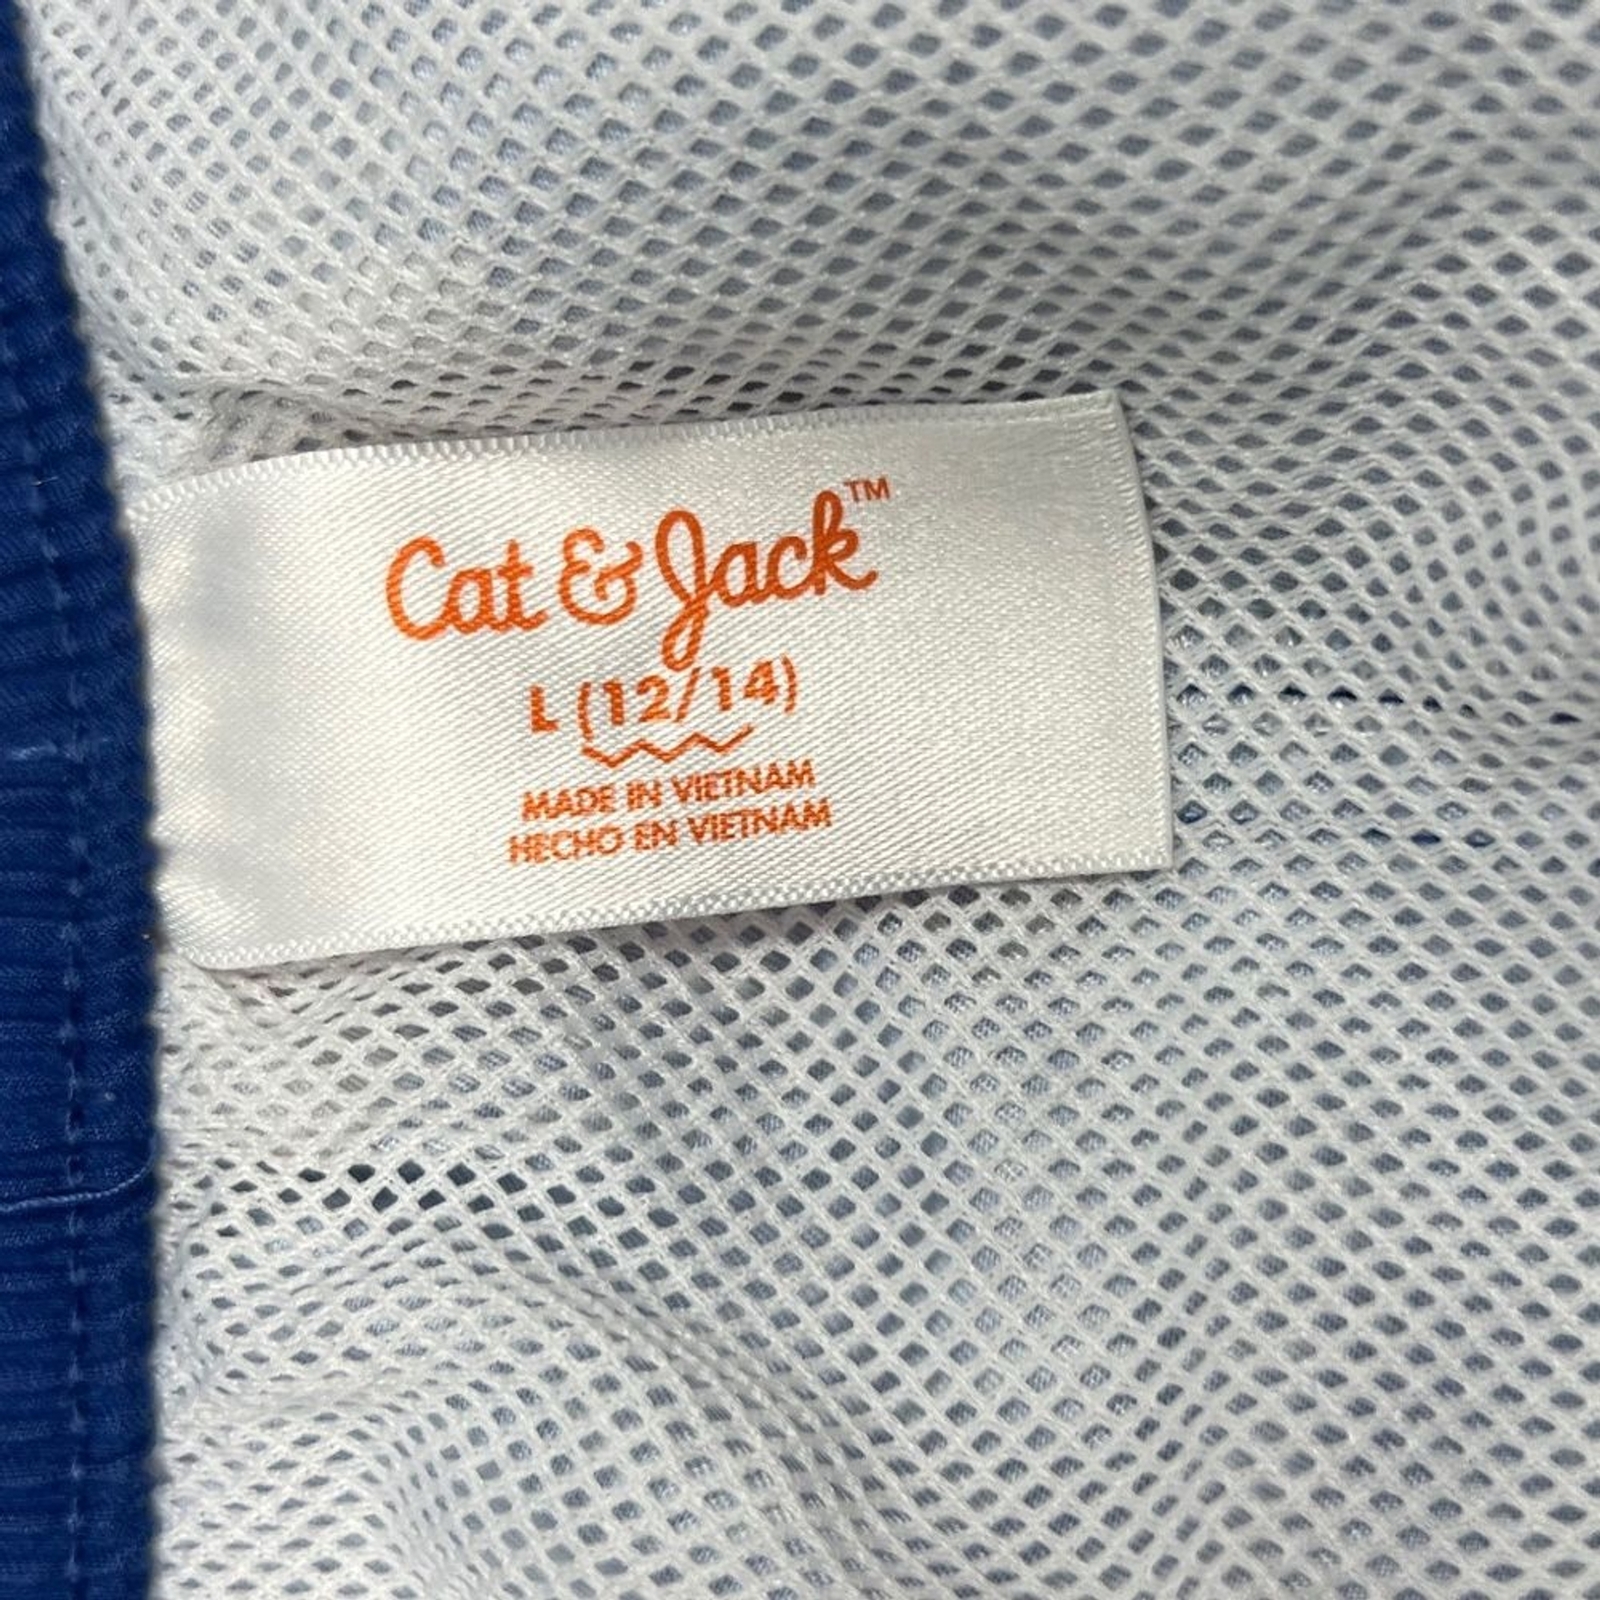 Cat & Jack™
L (12/14)
MADE IN VIETNAM
HECHO EN VIETNAM